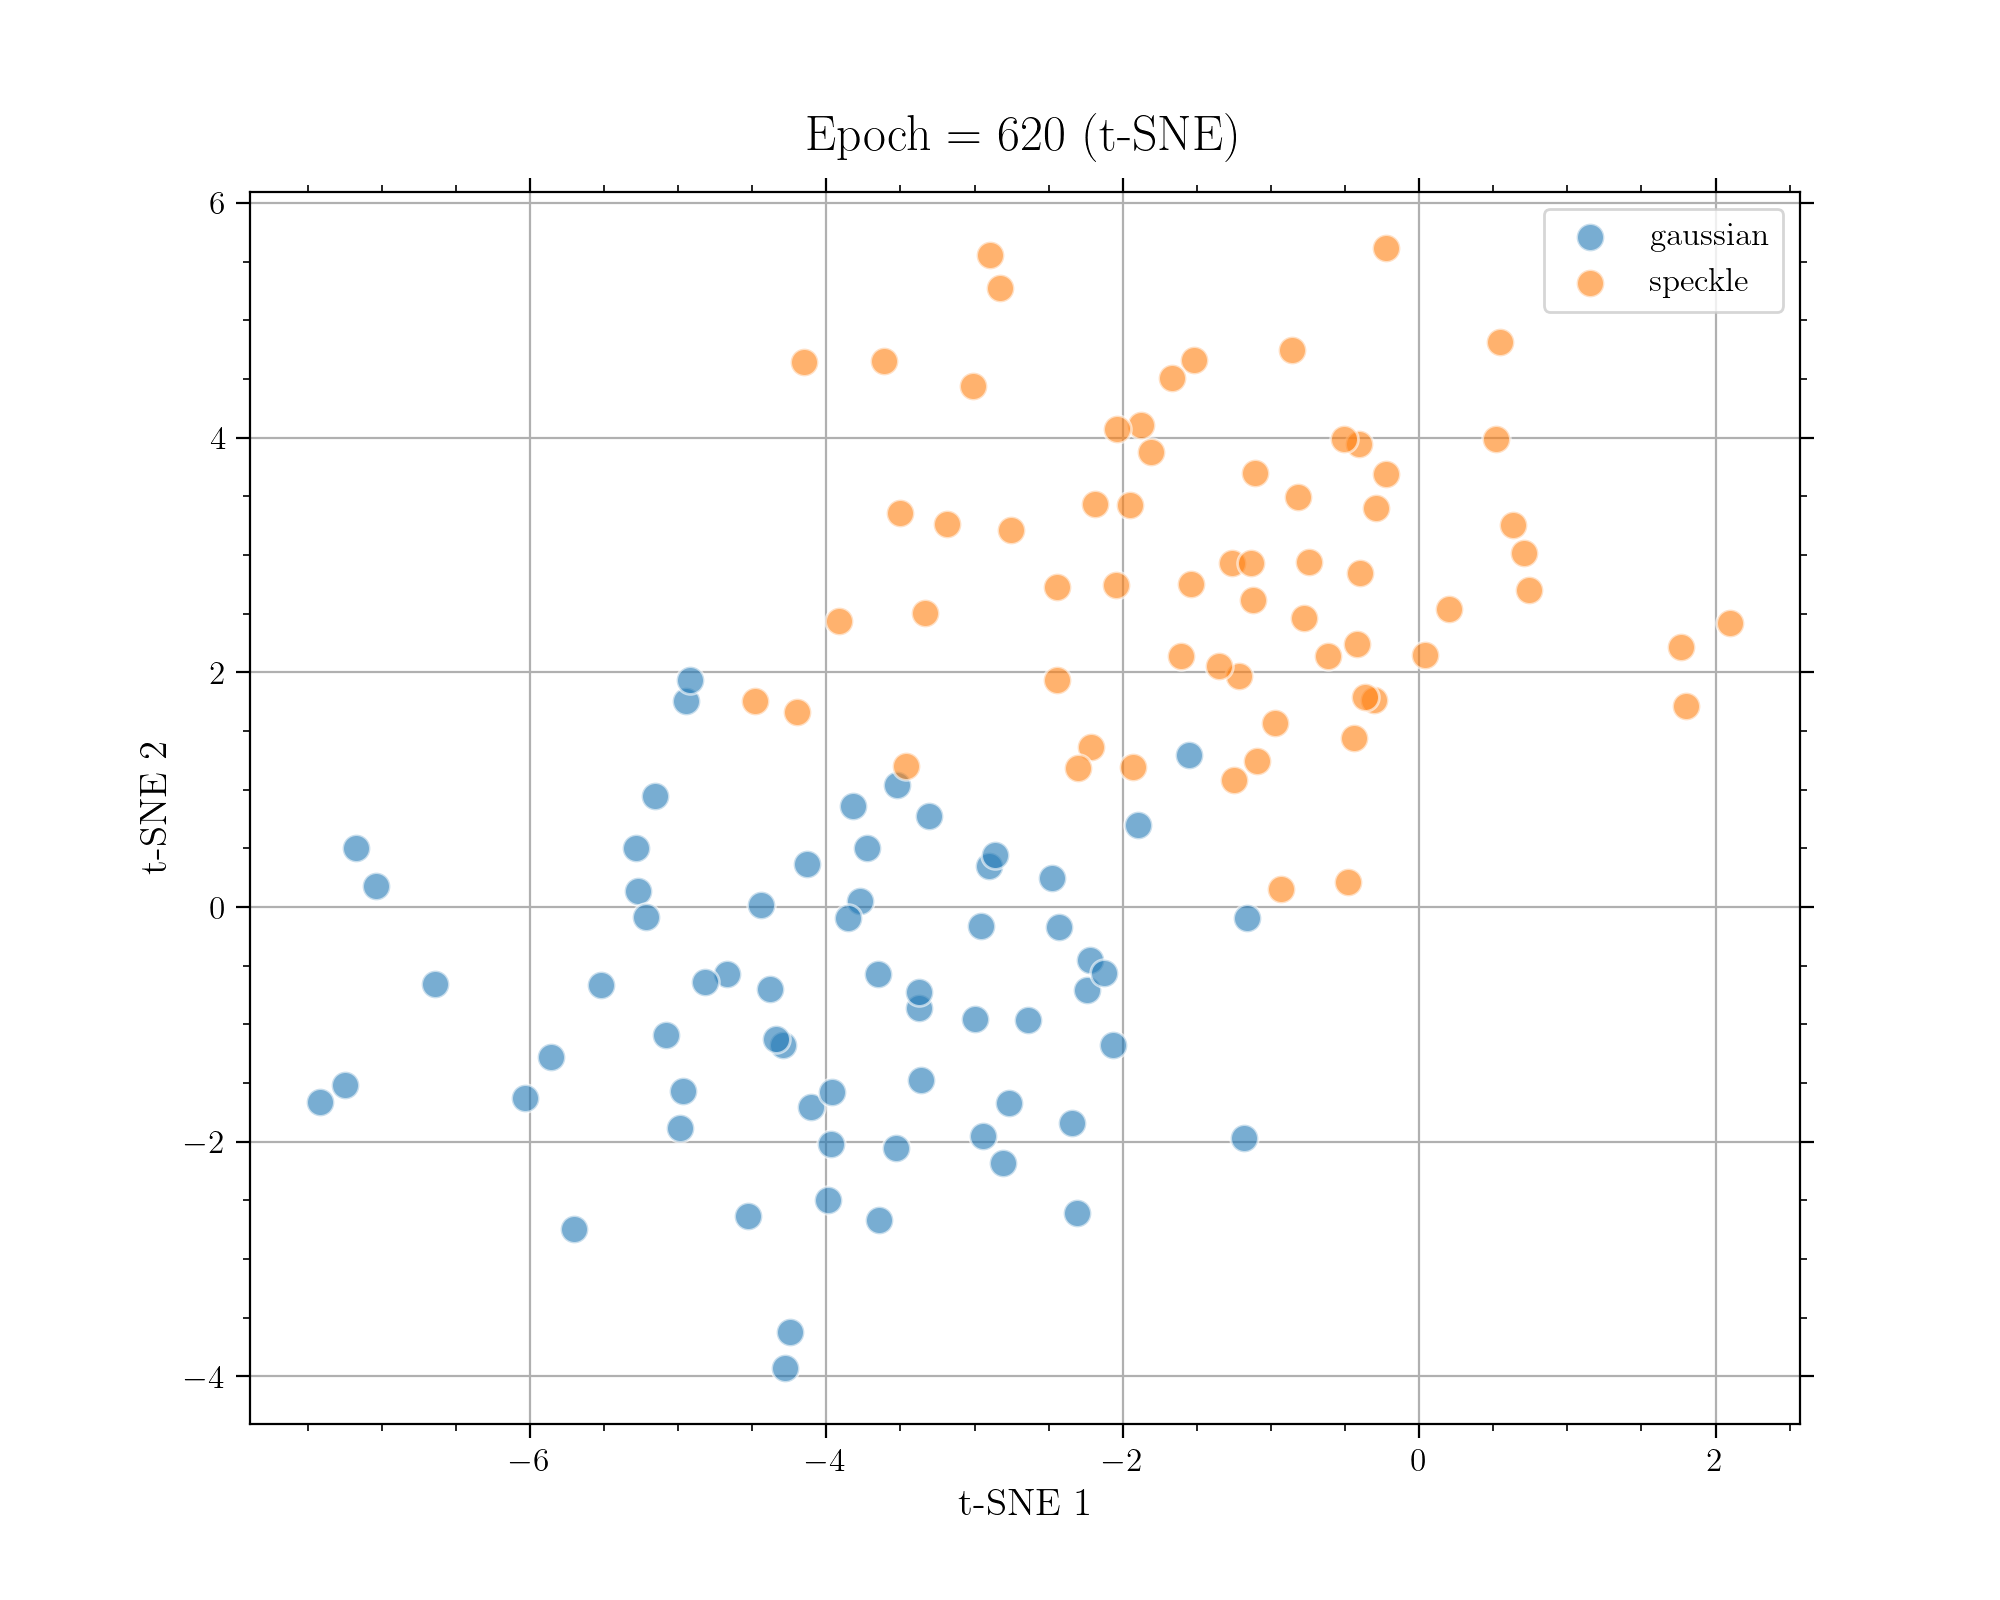 Epoch = 620 (t-SNE)
gaussian
speckle
6
4
2
0
−2
−4
t-SNE 2
−6
−4
−2
0
2
t-SNE 1